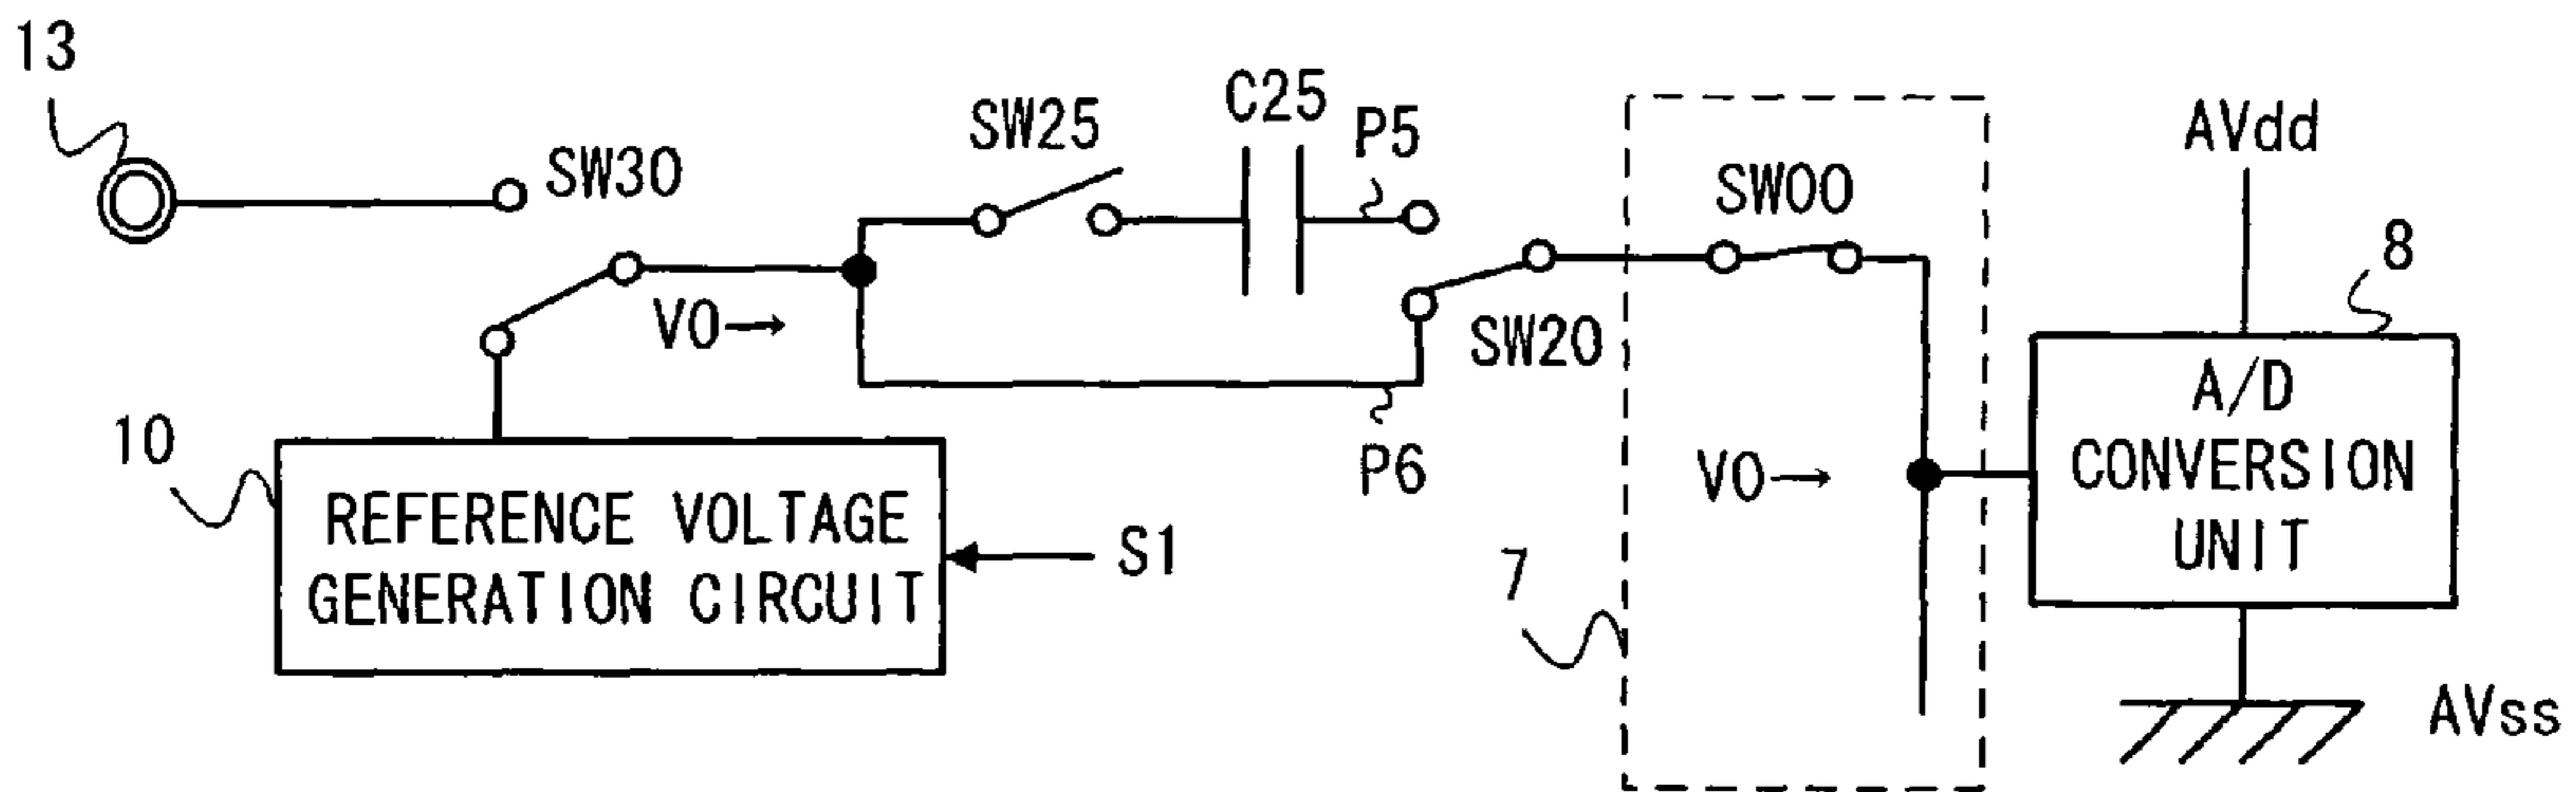 13
SW30
SW25
C25
P5
SW00
AVdd
8
V0→
SW20
A/D
CONVERSION
UNIT
10
P6
V0→
REFERENCE VOLTAGE
GENERATION CIRCUIT
S1
7
AVss